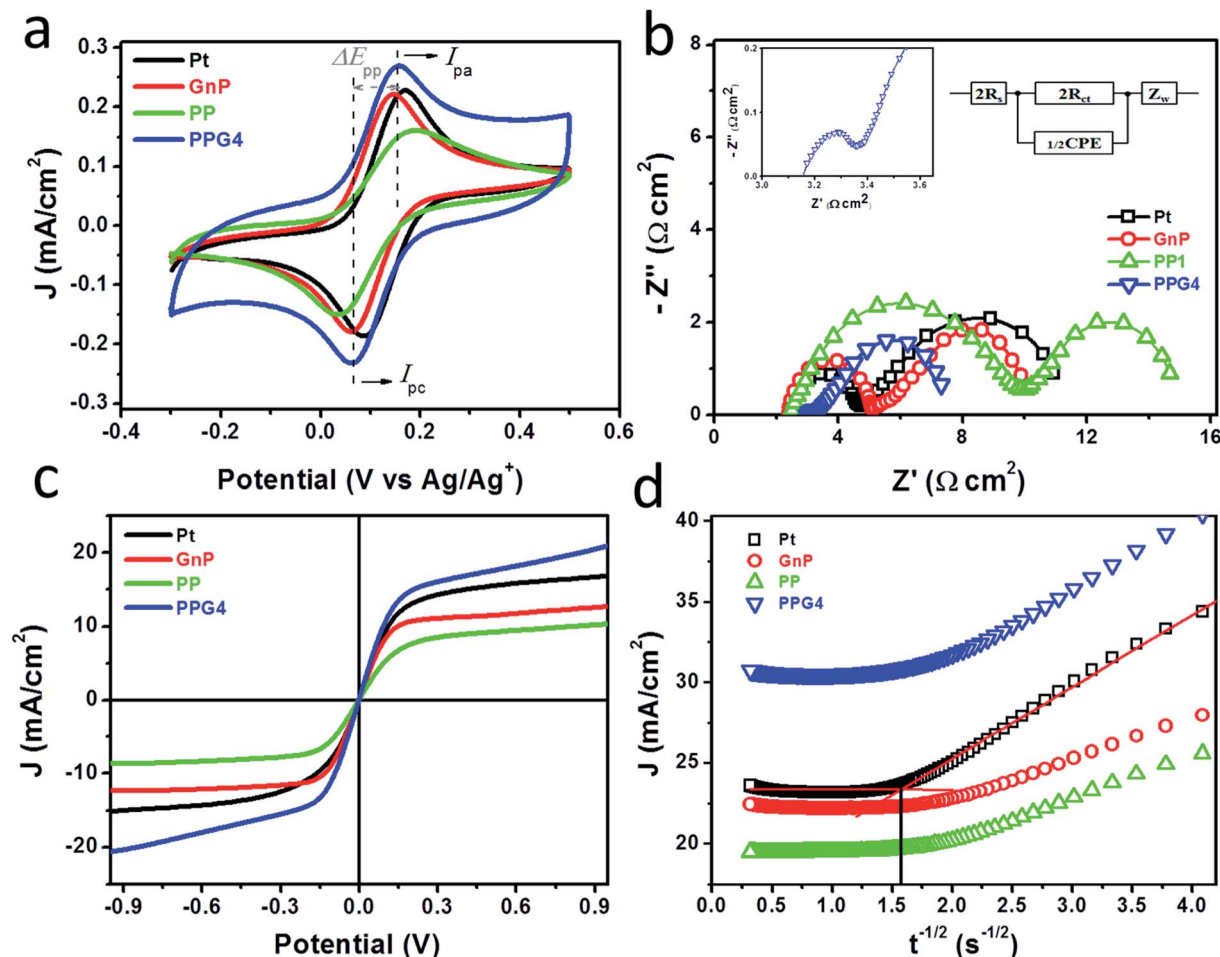 a
J (mA/cm²)
0.3
0.2
0.1
0.0
-0.1
-0.2
-0.3
Pt
GnP
PP
PPG4
ΔE_pp
I_pa
I_pc
-0.4
-0.2
0.0
0.2
0.4
0.6
Potential (V vs Ag/Ag⁺)
b
- Z'' (Ω cm²)
8
6
4
2
0
- Z'' (Ω cm²)
0.2
0.1
0.0
3.0
3.2
3.4
3.6
Z' (Ω cm²)
2R_s
2R_ct
Z_w
1/2CPE
Pt
GnP
PP1
PPG4
0
4
8
12
16
Z' (Ω cm²)
c
J (mA/cm²)
20
10
0
-10
-20
Pt
GnP
PP
PPG4
-0.9
-0.6
-0.3
0.0
0.3
0.6
0.9
Potential (V)
d
J (mA/cm²)
40
35
30
25
20
Pt
GnP
PP
PPG4
0.0
0.5
1.0
1.5
2.0
2.5
3.0
3.5
4.0
t⁻¹/² (s⁻¹/²)